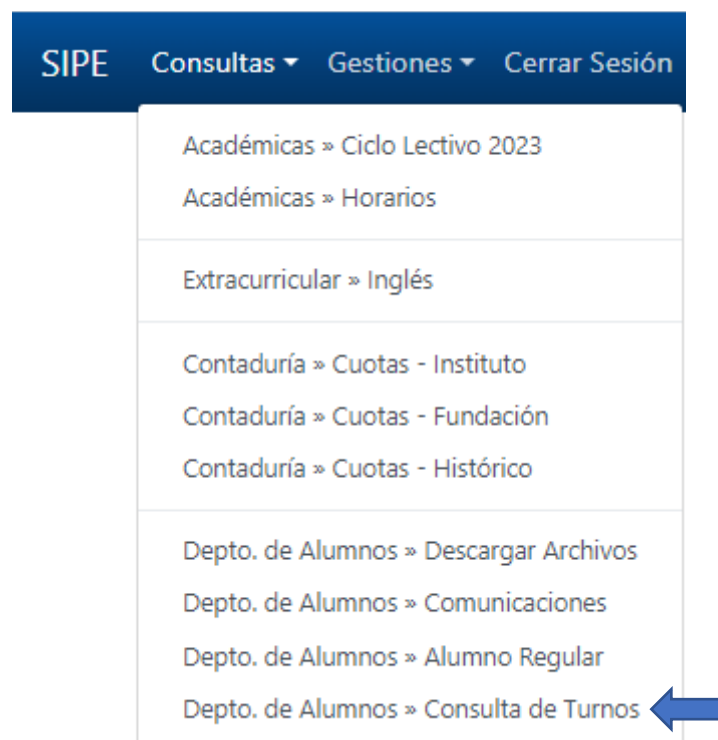 SIPE Consultas Gestiones Cerrar Sesión
Académicas » Ciclo Lectivo 2023
Académicas » Horarios
Extracurricular » Inglés
Contaduría » Cuotas - Instituto
Contaduría » Cuotas - Fundación
Contaduría » Cuotas - Histórico
Depto. de Alumnos » Descargar Archivos
Depto. de Alumnos » Comunicaciones
Depto. de Alumnos » Alumno Regular
Depto. de Alumnos » Consulta de Turnos